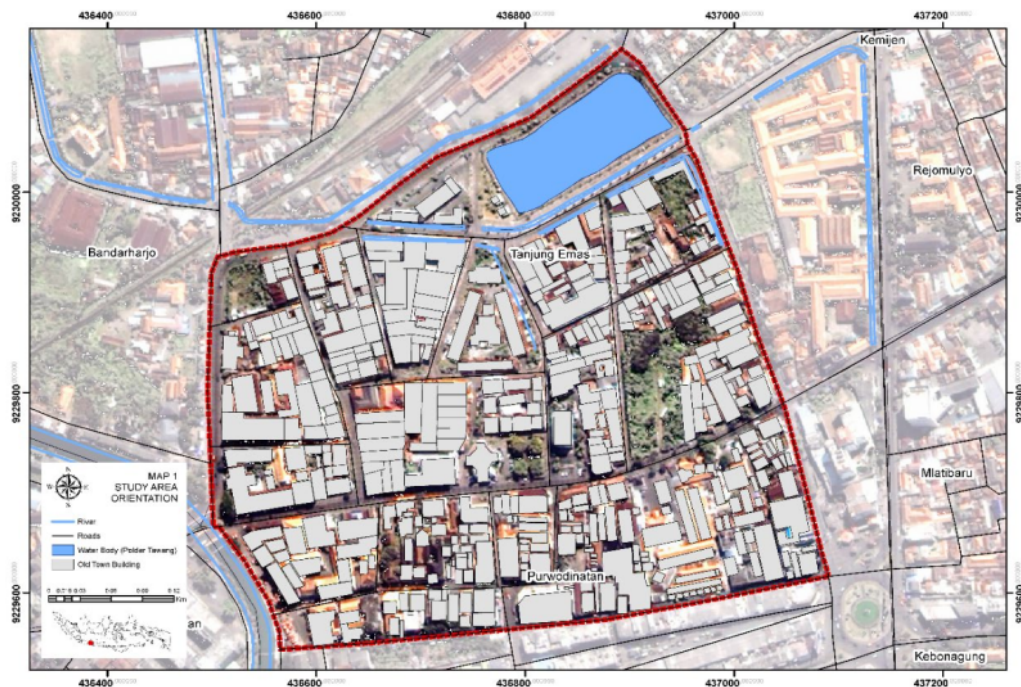 436400 436600 436800 437000 437200
Kemijen
Rejomulyo
9230000 9230000
Bandarharjo
Tanjung Emas
9229800 9229800
Mlatibaru
MAP 1
STUDY AREA
ORIENTATION
N
W E
S
River
Roads
Water Body (Polder Tawang)
Old Town Building
Km
Purwodinatan
9229600 9229600
Kebonagung
436400 436600 436800 437000 437200